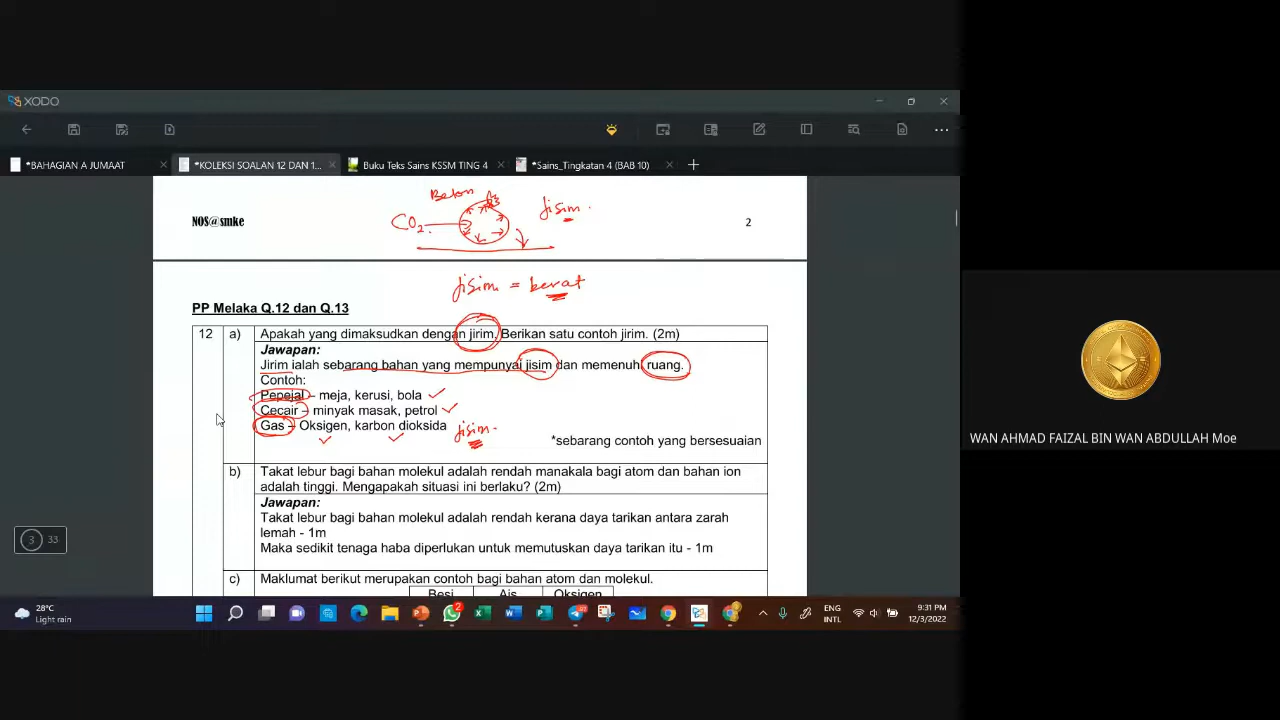 XODO
*BAHAGIAN A JUMAAT
*KOLEKSI SOALAN 12 DAN 1...
Buku Teks Sains KSSM TING 4
*Sains_Tingkatan 4 (BAB 10)
NOS@smke
CO2
jisim
2
jisim = berat
PP Melaka Q.12 dan Q.13
12 a) Apakah yang dimaksudkan dengan jirim. Berikan satu contoh jirim. (2m)
Jawapan:
Jirim ialah sebarang bahan yang mempunyai jisim dan memenuhi ruang.
Contoh:
Pepejal – meja, kerusi, bola
Cecair – minyak masak, petrol
Gas – Oksigen, karbon dioksida
jisim
*sebarang contoh yang bersesuaian
b) Takat lebur bagi bahan molekul adalah rendah manakala bagi atom dan bahan ion
adalah tinggi. Mengapakah situasi ini berlaku? (2m)
Jawapan:
Takat lebur bagi bahan molekul adalah rendah kerana daya tarikan antara zarah
lemah - 1m
Maka sedikit tenaga haba diperlukan untuk memutuskan daya tarikan itu - 1m
c) Maklumat berikut merupakan contoh bagi bahan atom dan molekul.
Besi Ais Oksigen
3 33
WAN AHMAD FAIZAL BIN WAN ABDULLAH Moe
28°C
Light rain
2
ENG
INTL
9:31 PM
12/3/2022